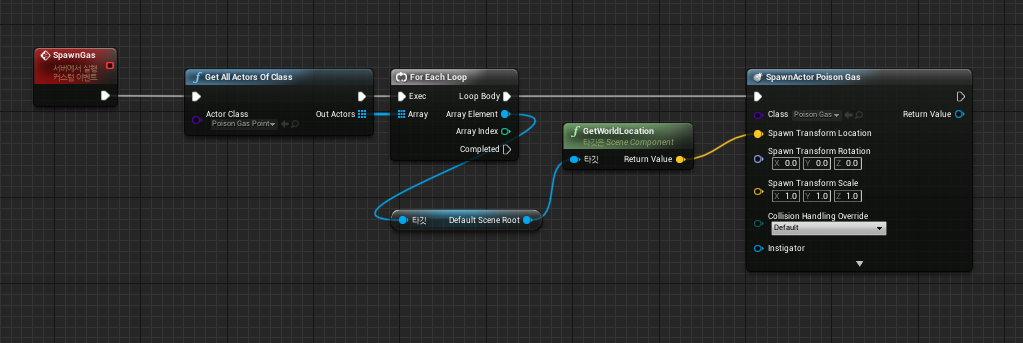 SpawnGas
서버에서 실행
커스텀 이벤트
Get All Actors Of Class
Actor Class
Poison Gas Point
Out Actors
For Each Loop
Exec
Loop Body
Array
Array Element
Array Index
Completed
타깃
Default Scene Root
GetWorldLocation
타깃은 Scene Component
타깃
Return Value
SpawnActor Poison Gas
Class
Poison Gas
Return Value
Spawn Transform Location
Spawn Transform Rotation
X 0.0 Y 0.0 Z 0.0
Spawn Transform Scale
X 1.0 Y 1.0 Z 1.0
Collision Handling Override
Default
Instigator